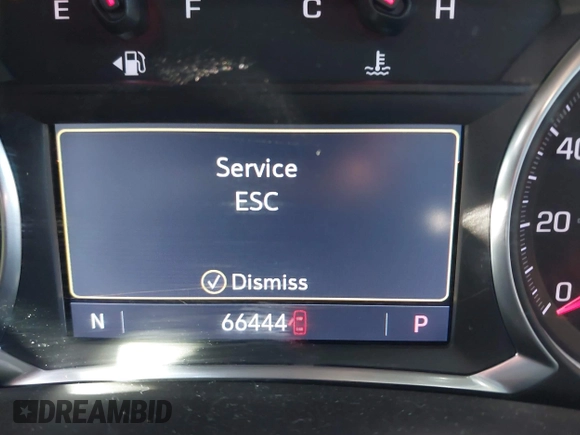 E F C H
Service
ESC
Dismiss
N 66444 P
40
20
0
DREAMBID